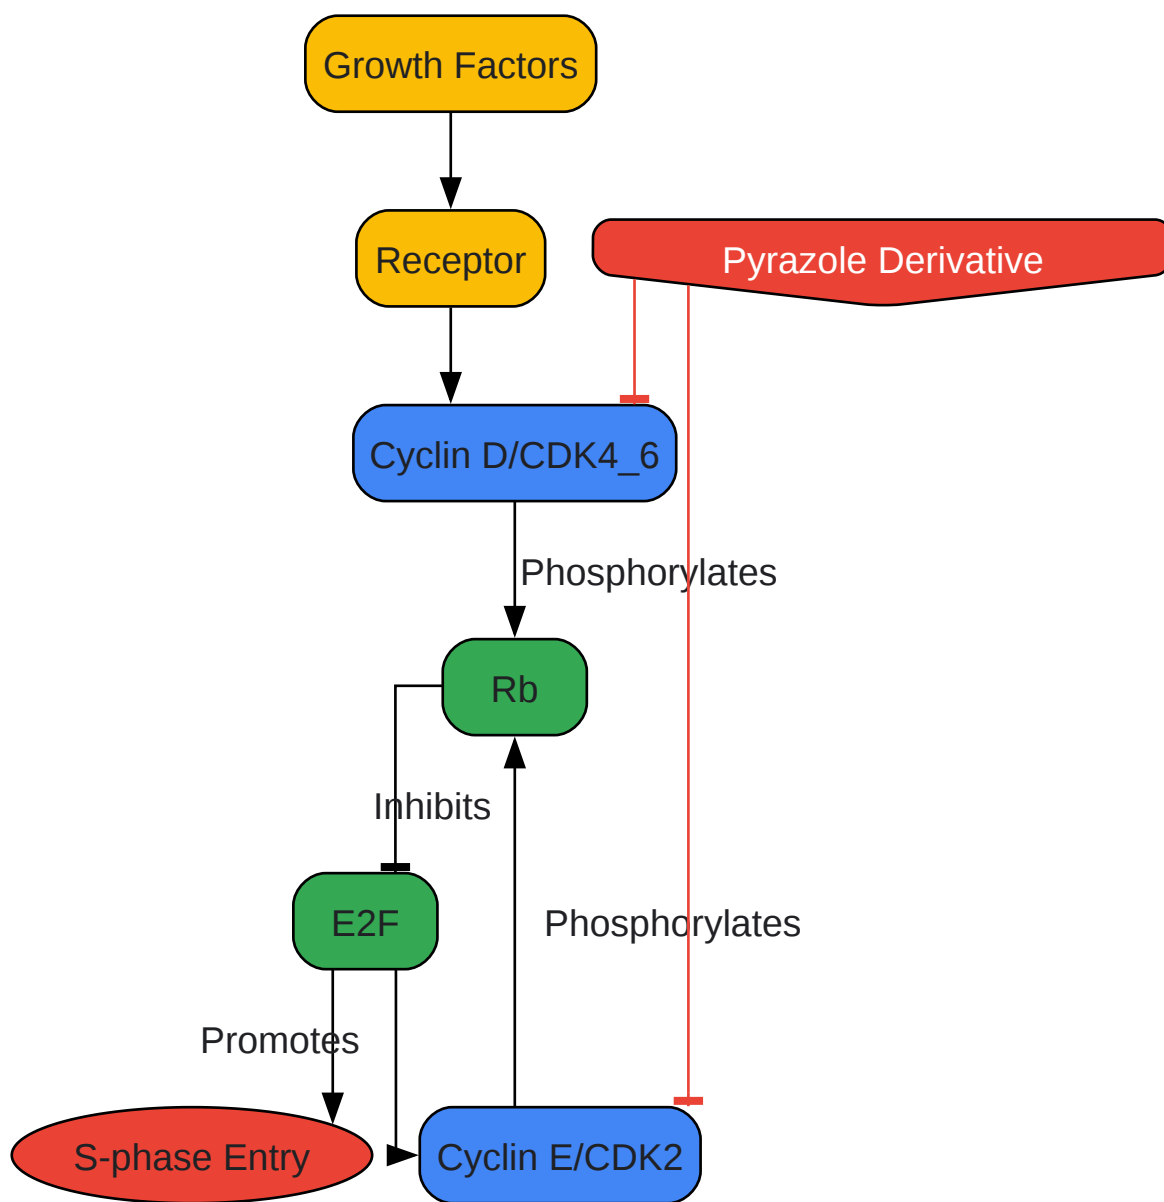 Growth Factors
Receptor
Pyrazole Derivative
Cyclin D/CDK4_6
Phosphorylates
Rb
Inhibits
E2F
Phosphorylates
Promotes
S-phase Entry
Cyclin E/CDK2